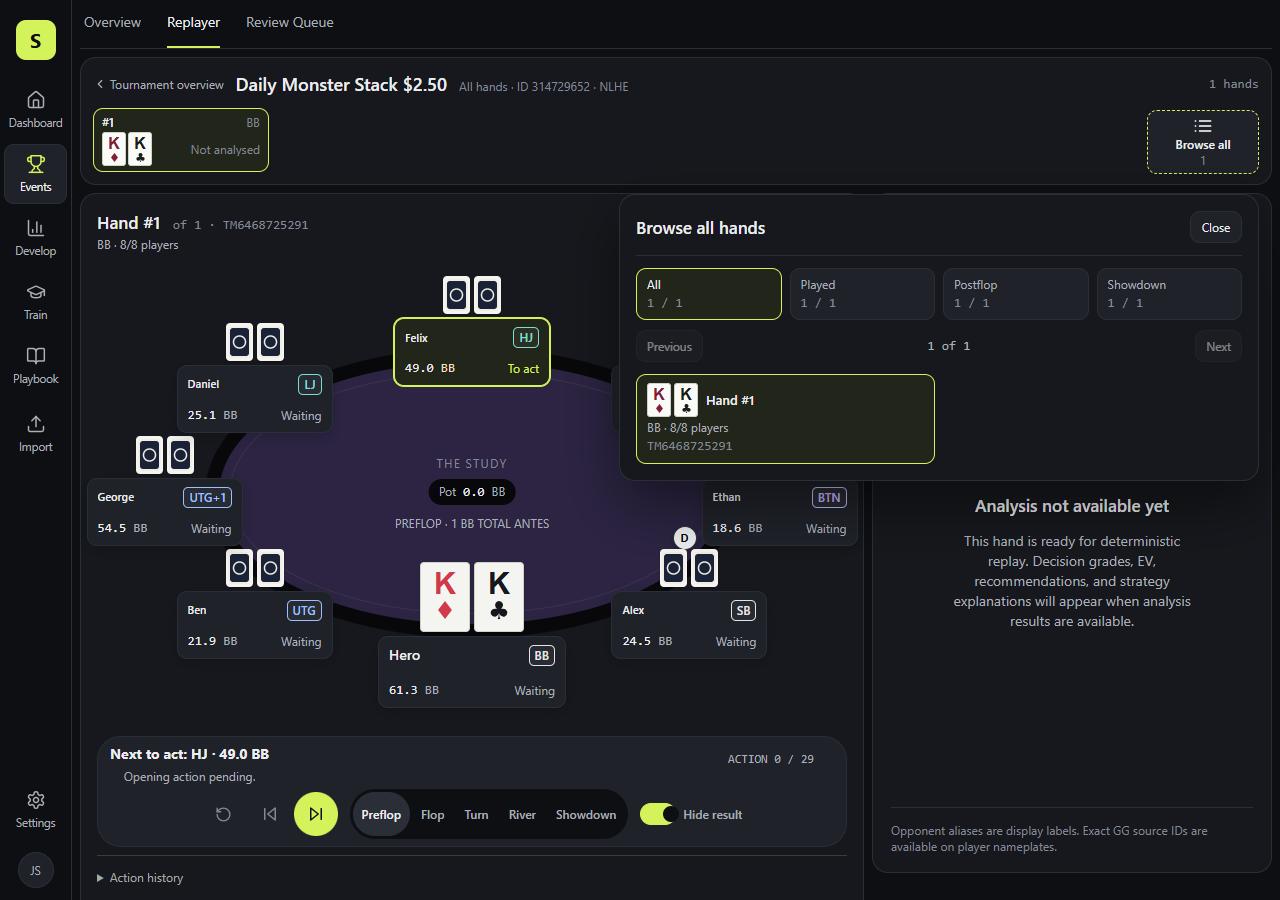 S
Overview
Replayer
Review Queue
Dashboard
Events
Develop
Train
Playbook
Import
Settings
JS
Tournament overview
Daily Monster Stack $2.50
All hands · ID 314729652 · NLHE
1 hands
#1
BB
K K
Not analysed
Browse all
1
Hand #1
of 1 · TM6468725291
BB · 8/8 players
Felix
HJ
49.0 BB
To act
Daniel
LJ
25.1 BB
Waiting
George
UTG+1
54.5 BB
Waiting
THE STUDY
Pot 0.0 BB
PREFLOP · 1 BB TOTAL ANTES
Ethan
BTN
18.6 BB
Waiting
D
Ben
UTG
21.9 BB
Waiting
K K
Hero
BB
61.3 BB
Waiting
Alex
SB
24.5 BB
Waiting
Next to act: HJ · 49.0 BB
ACTION 0 / 29
Opening action pending.
Preflop
Flop
Turn
River
Showdown
Hide result
Action history
Browse all hands
Close
All
1 / 1
Played
1 / 1
Postflop
1 / 1
Showdown
1 / 1
Previous
1 of 1
Next
K K
Hand #1
BB · 8/8 players
TM6468725291
Analysis not available yet
This hand is ready for deterministic
replay. Decision grades, EV,
recommendations, and strategy
explanations will appear when analysis
results are available.
Opponent aliases are display labels. Exact GG source IDs are
available on player nameplates.